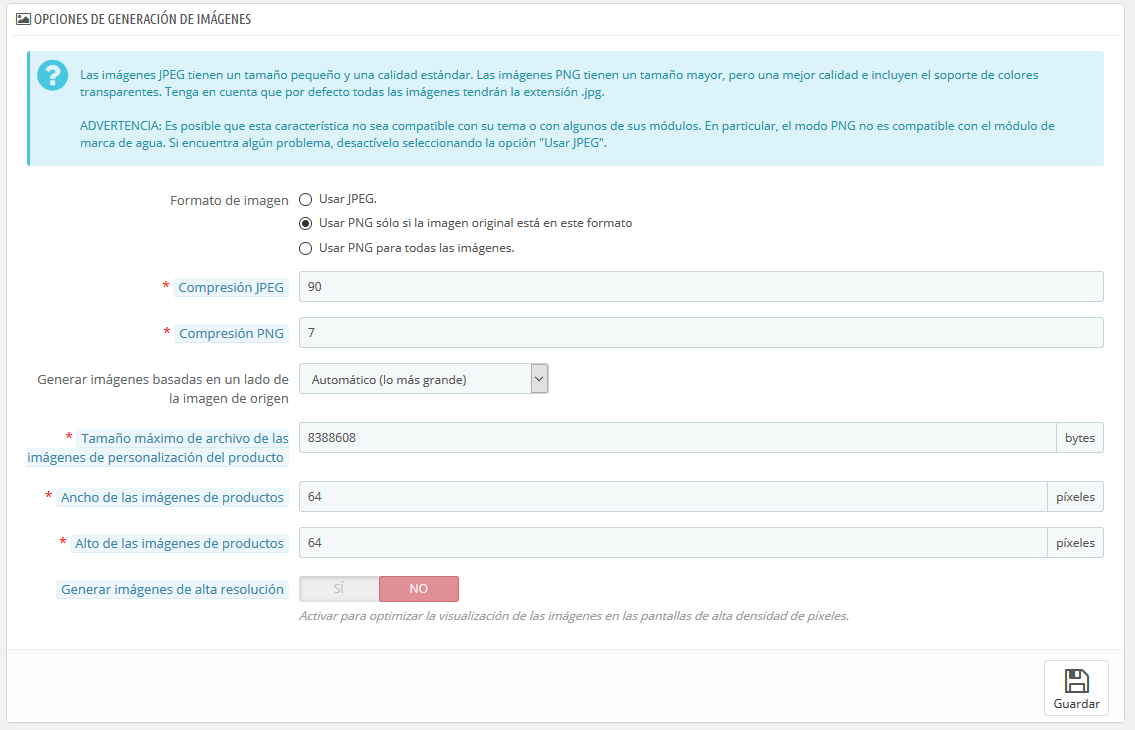 OPCIONES DE GENERACIÓN DE IMÁGENES
Las imágenes JPEG tienen un tamaño pequeño y una calidad estándar. Las imágenes PNG tienen un tamaño mayor, pero una mejor calidad e incluyen el soporte de colores
transparentes. Tenga en cuenta que por defecto todas las imágenes tendrán la extensión .jpg.
ADVERTENCIA: Es posible que esta característica no sea compatible con su tema o con algunos de sus módulos. En particular, el modo PNG no es compatible con el módulo de
marca de agua. Si encuentra algún problema, desactívelo seleccionando la opción "Usar JPEG".
Formato de imagen
Usar JPEG.
Usar PNG sólo si la imagen original está en este formato
Usar PNG para todas las imágenes.
* Compresión JPEG
90
* Compresión PNG
7
Generar imágenes basadas en un lado de
la imagen de origen
Automático (lo más grande)
* Tamaño máximo de archivo de las
imágenes de personalización del producto
8388608
bytes
* Ancho de las imágenes de productos
64
píxeles
* Alto de las imágenes de productos
64
píxeles
Generar imágenes de alta resolución
SÍ
NO
Activar para optimizar la visualización de las imágenes en las pantallas de alta densidad de píxeles.
Guardar